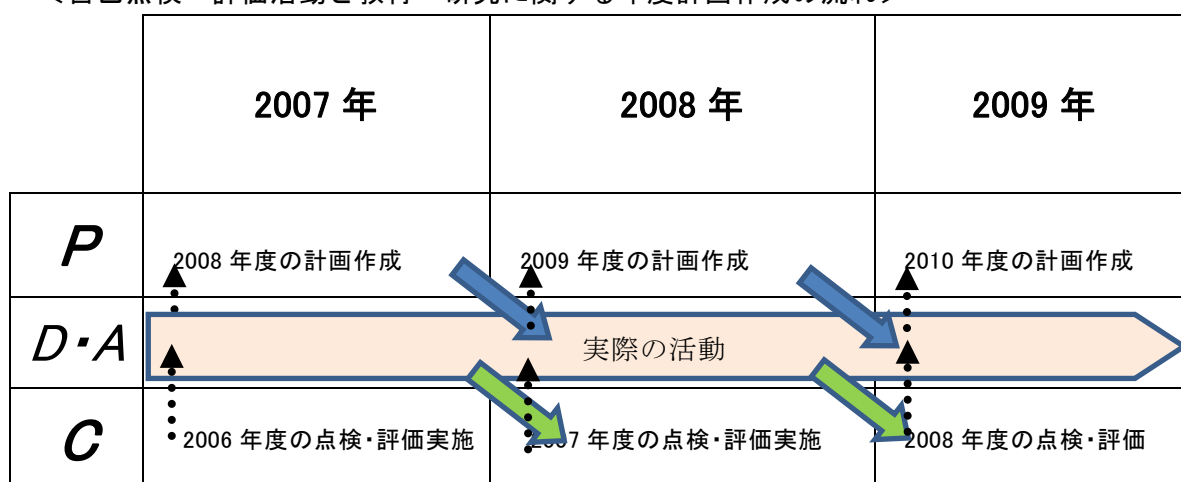 2007 年
2008 年
2009 年
P
2008 年度の計画作成
2009 年度の計画作成
2010 年度の計画作成
D・A
実際の活動
C
2006 年度の点検・評価実施
2007 年度の点検・評価実施
2008 年度の点検・評価